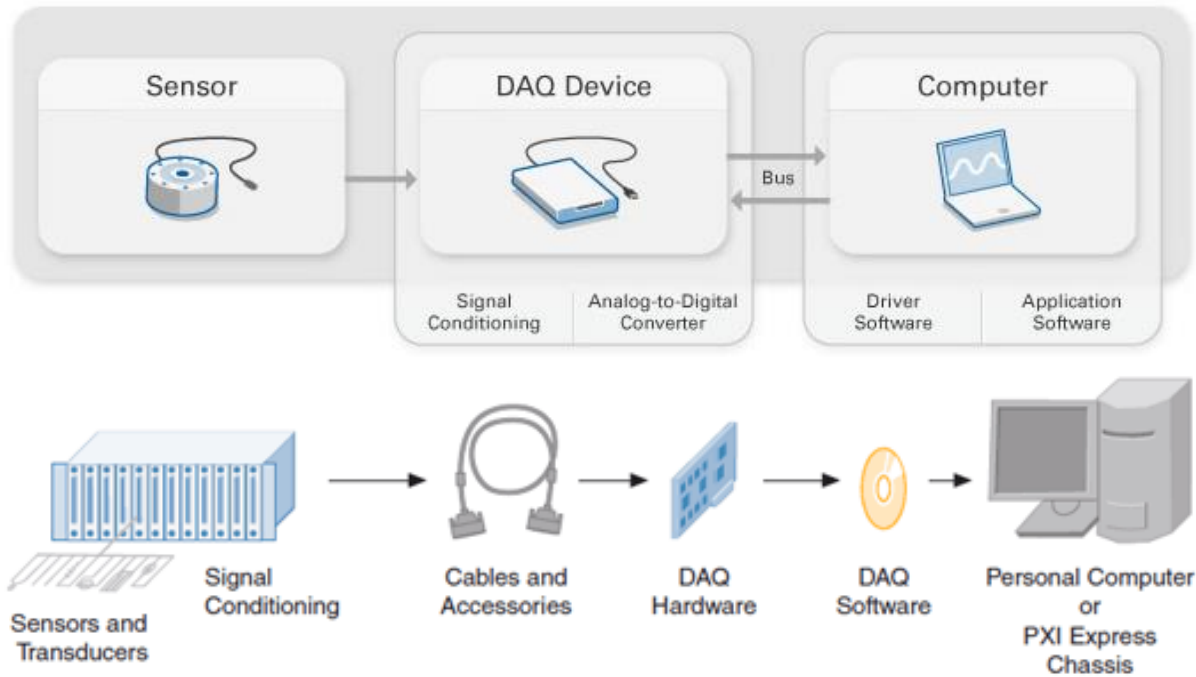 Sensor
DAQ Device
Computer
Bus
Signal
Conditioning
Analog-to-Digital
Converter
Driver
Software
Application
Software
Sensors and
Transducers
Signal
Conditioning
Cables and
Accessories
DAQ
Hardware
DAQ
Software
Personal Computer
or
PXI Express
Chassis